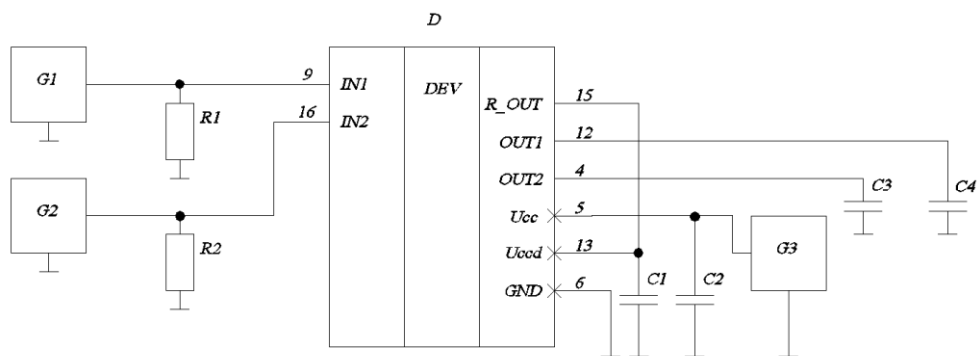 D
G1
9
IN1
DEV
R1
16
IN2
R_OUT
15
OUT1
12
OUT2
4
C3
C4
G2
Ucc
5
R2
Uccd
13
G3
GND
6
C1
C2